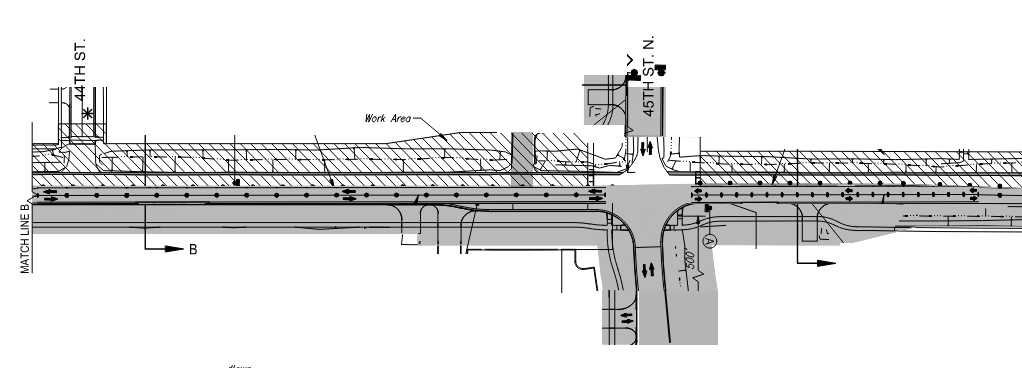 44TH ST.
45TH ST. N.
Work Area
MATCH LINE B
B
A
500'